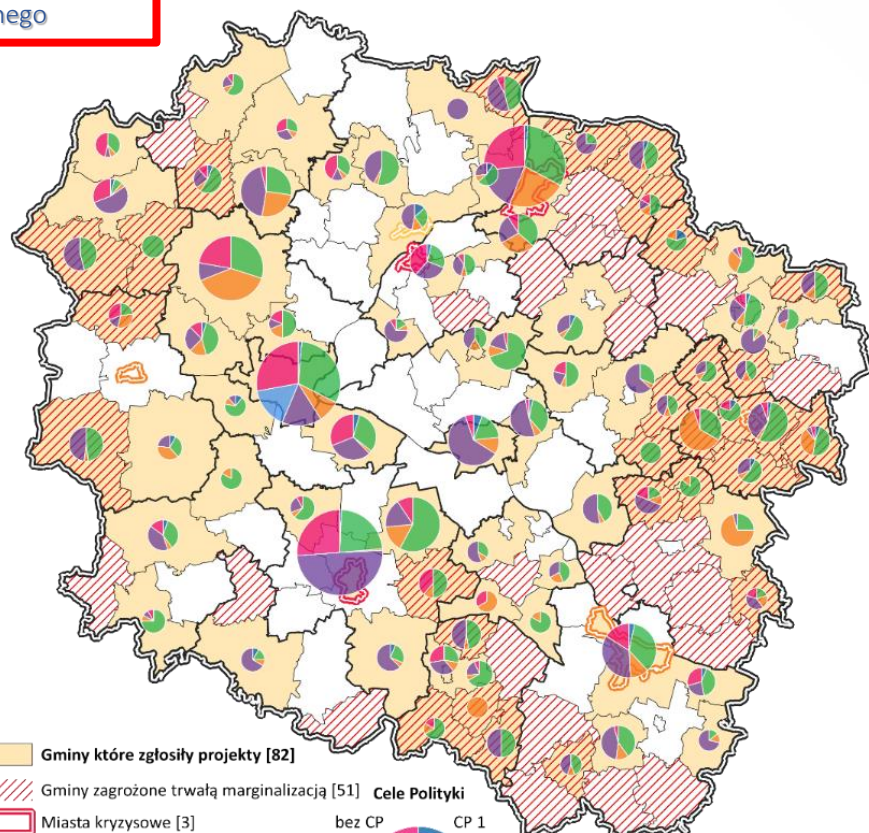 nego
Gminy które zgłosiły projekty [82]
Gminy zagrożone trwałą marginalizacją [51]
Cele Polityki
Miasta kryzysowe [3]
bez CP
CP 1